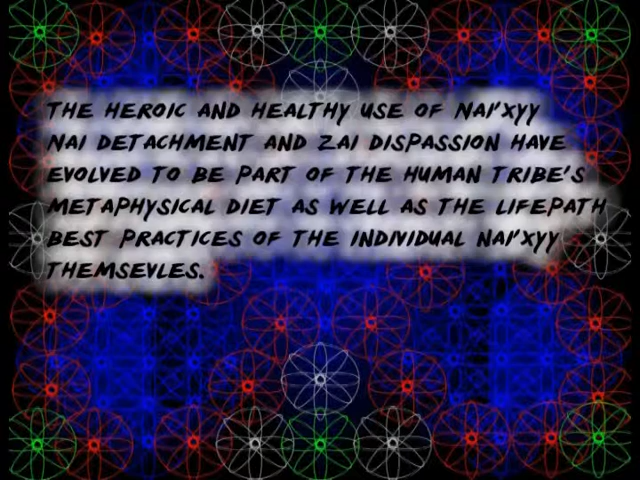 THE HEROIC AND HEALTHY USE OF NAI'XYY
NAI DETACHMENT AND ZAI DISPASSION HAVE
EVOLVED TO BE PART OF THE HUMAN TRIBE'S
METAPHYSICAL DIET AS WELL AS THE LIFEPATH
BEST PRACTICES OF THE INDIVIDUAL NAI'XYY
THEMSEVLES.